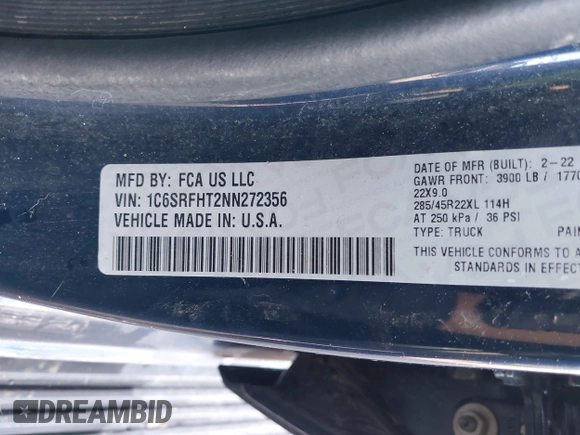 MFD BY: FCA US LLC
VIN: 1C6SRFHT2NN272356
VEHICLE MADE IN: U.S.A.
DATE OF MFR (BUILT): 2-22
GAWR FRONT: 3900 LB / 1770
22X9.0
285/45R22XL 114H
AT 250 kPa / 36 PSI
TYPE: TRUCK PAIN
THIS VEHICLE CONFORMS TO A
STANDARDS IN EFFECT
DREAMBID